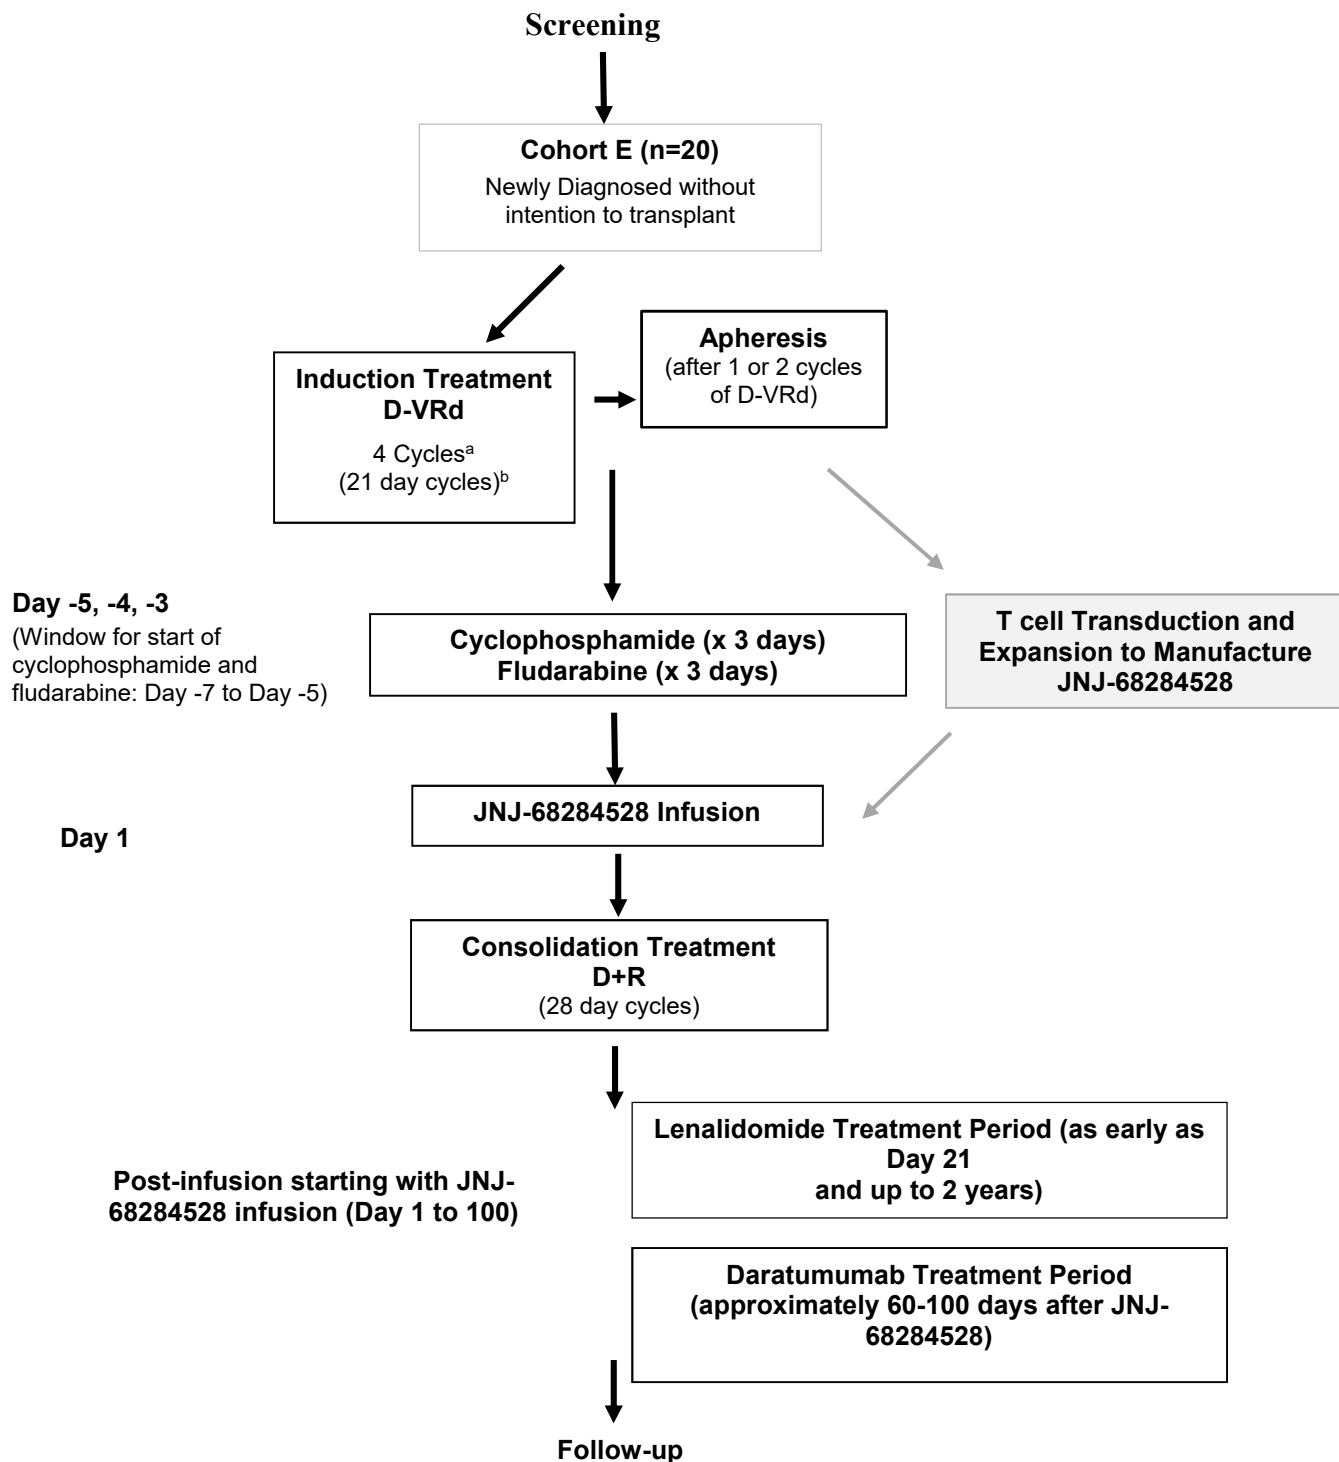 Screening
Cohort E (n=20)
Newly Diagnosed without
intention to transplant
Induction Treatment
D-VRd
4 Cyclesᵃ
(21 day cycles)ᵇ
Apheresis
(after 1 or 2 cycles
of D-VRd)
Day -5, -4, -3
(Window for start of
cyclophosphamide and
fludarabine: Day -7 to Day -5)
Cyclophosphamide (x 3 days)
Fludarabine (x 3 days)
T cell Transduction and
Expansion to Manufacture
JNJ-68284528
JNJ-68284528 Infusion
Day 1
Consolidation Treatment
D+R
(28 day cycles)
Lenalidomide Treatment Period (as early as
Day 21
and up to 2 years)
Post-infusion starting with JNJ-
68284528 infusion (Day 1 to 100)
Daratumumab Treatment Period
(approximately 60-100 days after JNJ-
68284528)
Follow-up